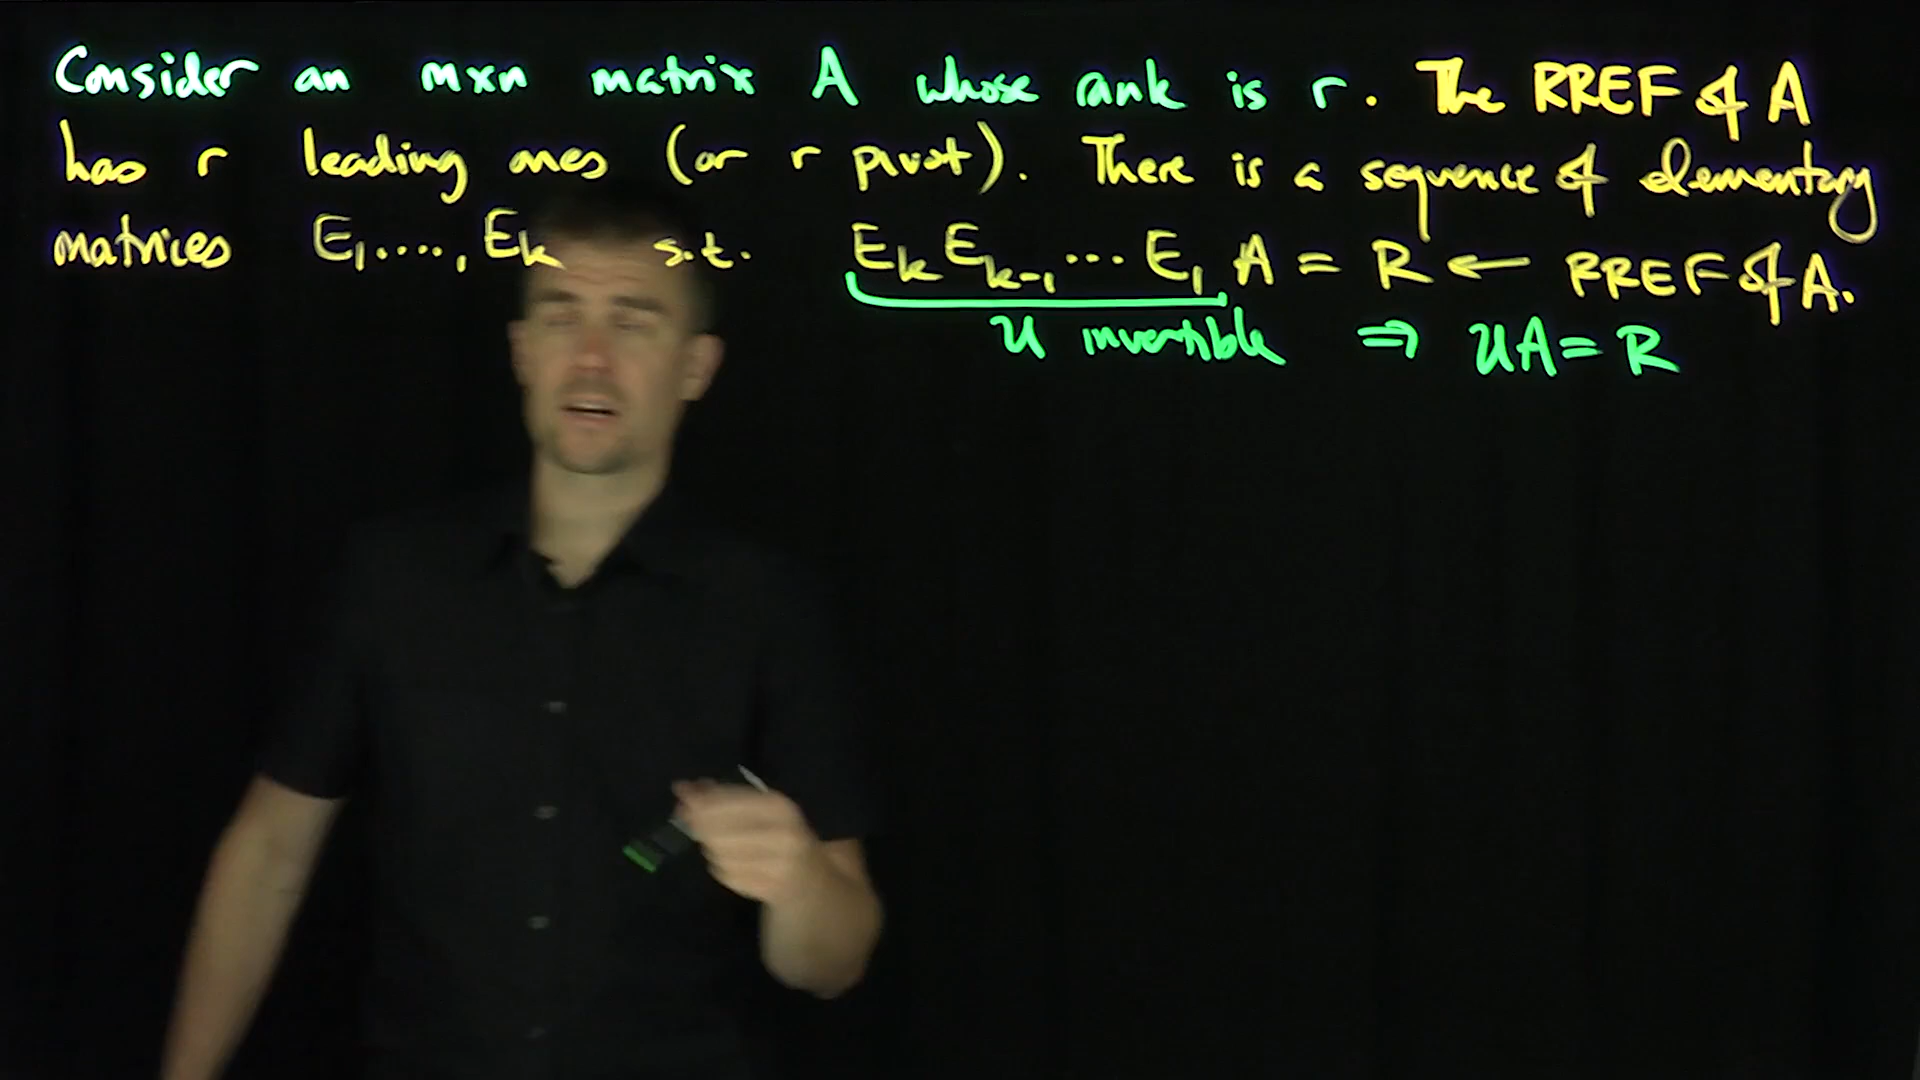 Consider an mxn matrix A whose rank is r. The RREF of A
has r leading ones (or r pivot). There is a sequence of elementary
matrices E₁,...., Eₖ s.t. EₖEₖ₋₁...E₁A = R ← RREF of A.
U invertible ⇒ UA = R